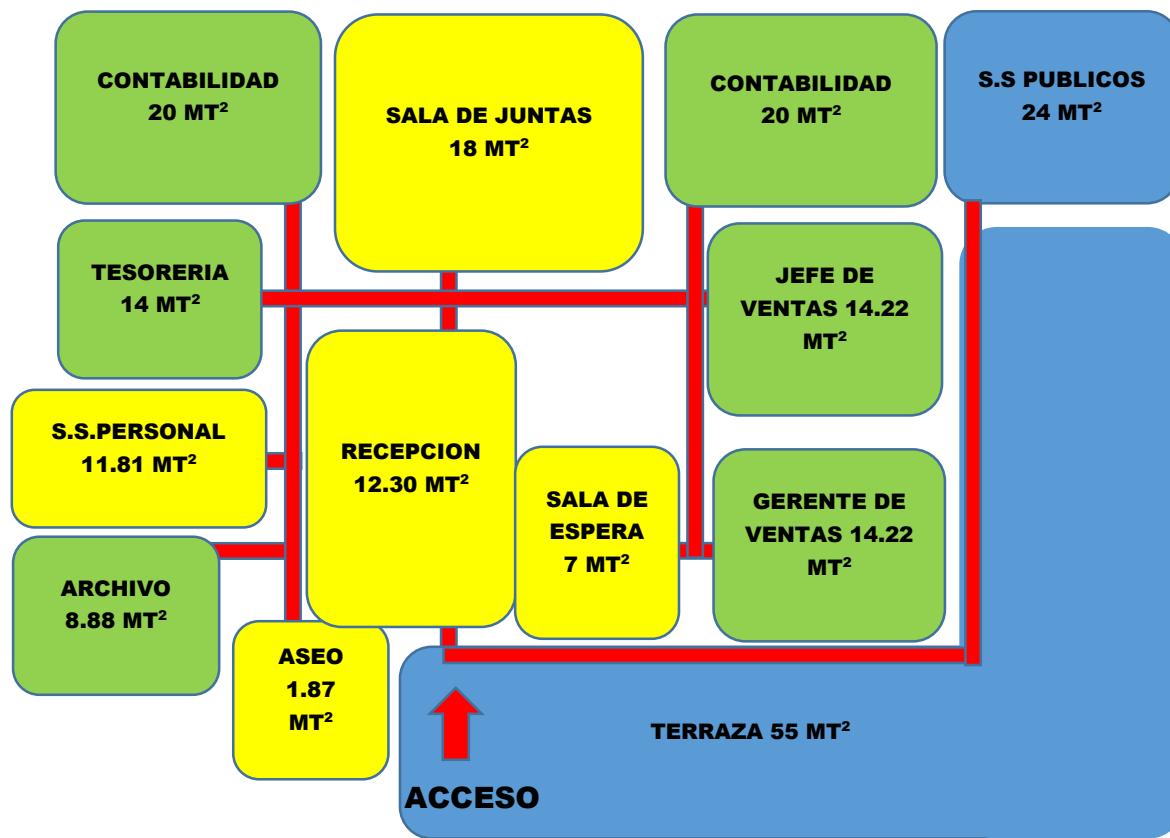 CONTABILIDAD
20 MT²
SALA DE JUNTAS
18 MT²
CONTABILIDAD
20 MT²
S.S PUBLICOS
24 MT²
TESORERIA
14 MT²
JEFE DE
VENTAS 14.22
MT²
S.S.PERSONAL
11.81 MT²
RECEPCION
12.30 MT²
SALA DE
ESPERA
7 MT²
GERENTE DE
VENTAS 14.22
MT²
ARCHIVO
8.88 MT²
ASEO
1.87
MT²
TERRAZA 55 MT²
ACCESO